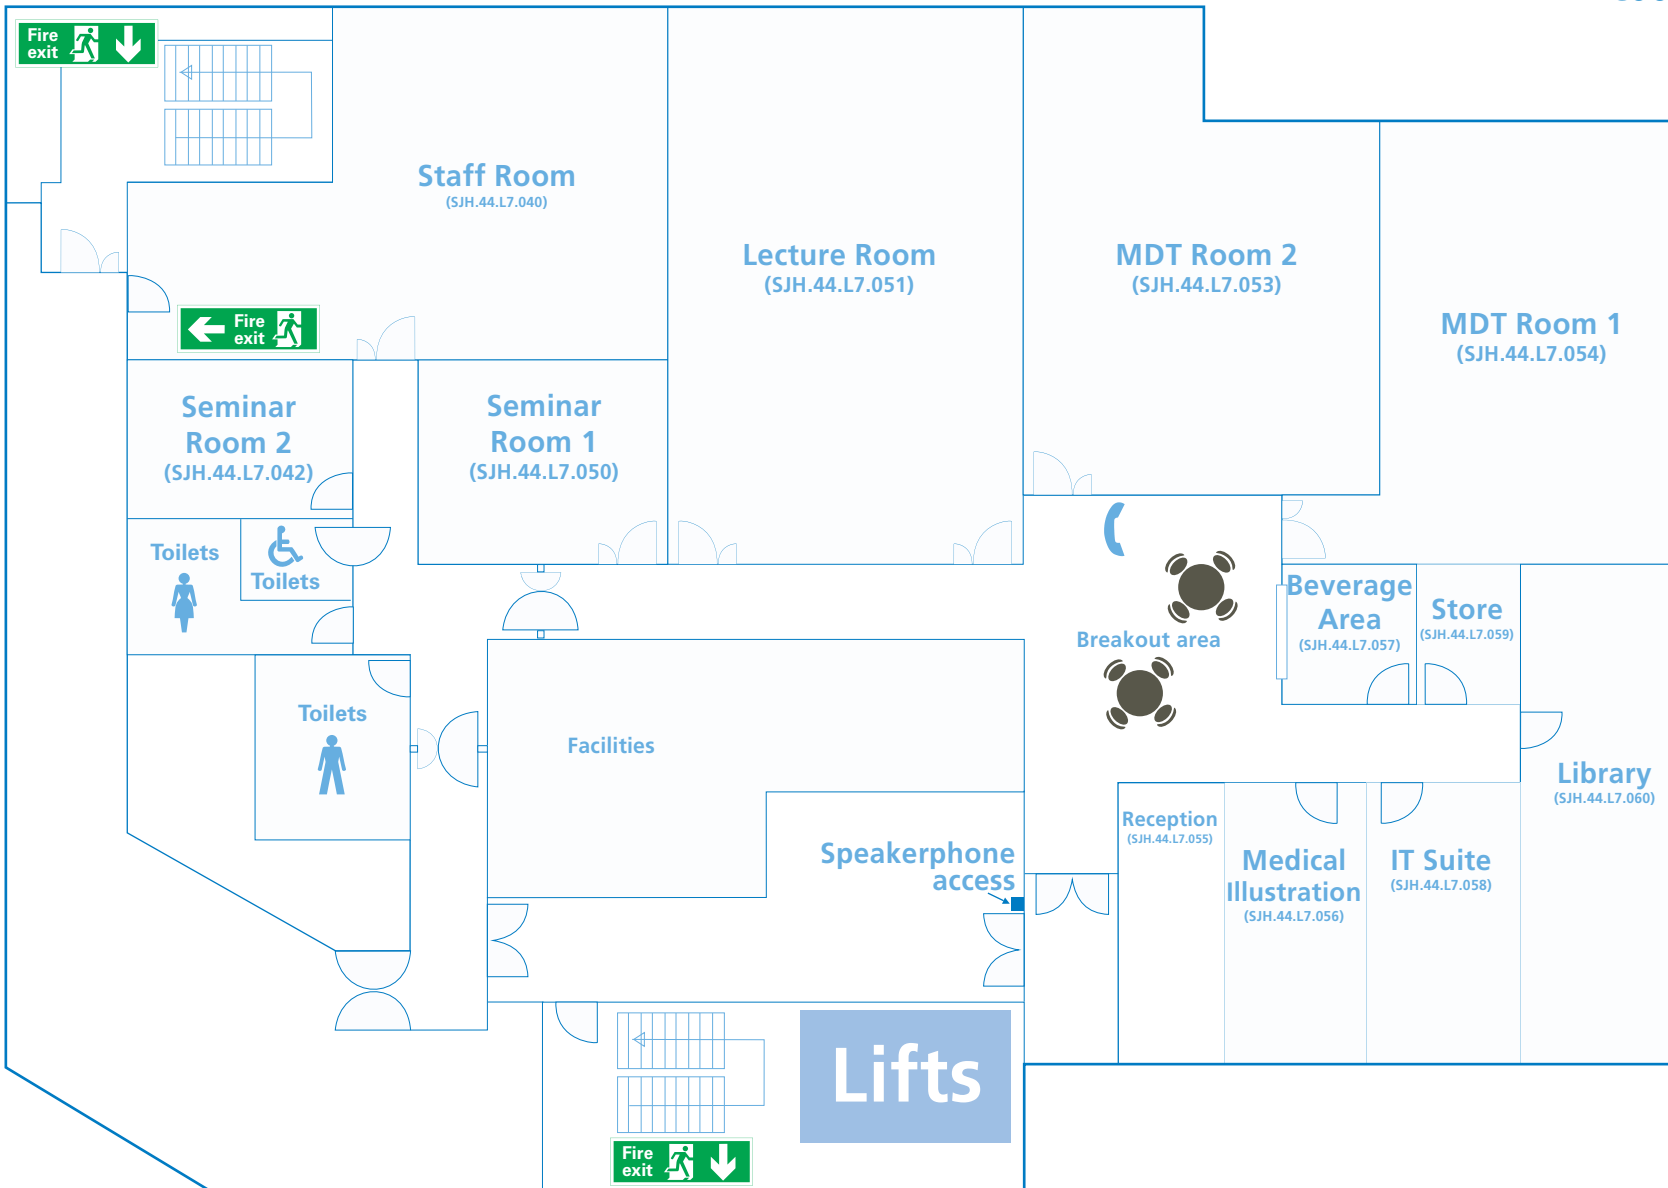 Fire
exit
Staff Room
(SJH.44.L7.040)
Lecture Room
(SJH.44.L7.051)
MDT Room 2
(SJH.44.L7.053)
MDT Room 1
(SJH.44.L7.054)
Fire
exit
Seminar
Room 2
(SJH.44.L7.042)
Seminar
Room 1
(SJH.44.L7.050)
Toilets
Toilets
Toilets
Breakout area
Beverage
Area
(SJH.44.L7.057)
Store
(SJH.44.L7.059)
Facilities
Library
(SJH.44.L7.060)
Reception
(SJH.44.L7.055)
Speakerphone
access
Medical
Illustration
(SJH.44.L7.056)
IT Suite
(SJH.44.L7.058)
Lifts
Fire
exit